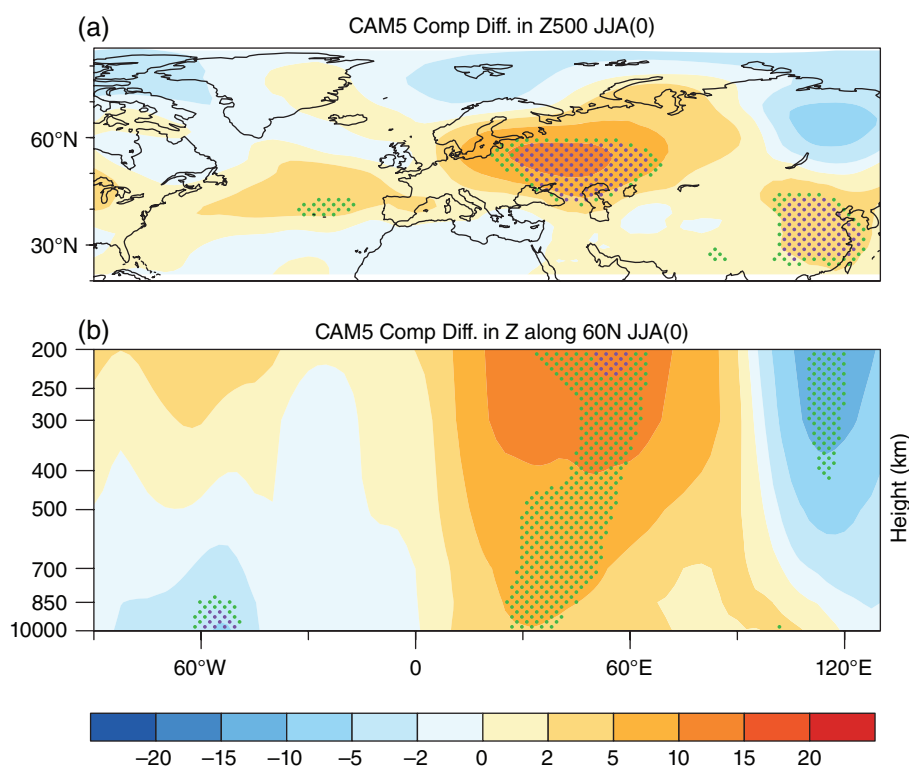 (a)
CAM5 Comp Diff. in Z500 JJA(0)
60°N
30°N
(b)
CAM5 Comp Diff. in Z along 60N JJA(0)
200
250
300
400
500
700
850
10000
Height (km)
60°W 0 60°E 120°E
–20 –15 –10 –5 –2 0 2 5 10 15 20